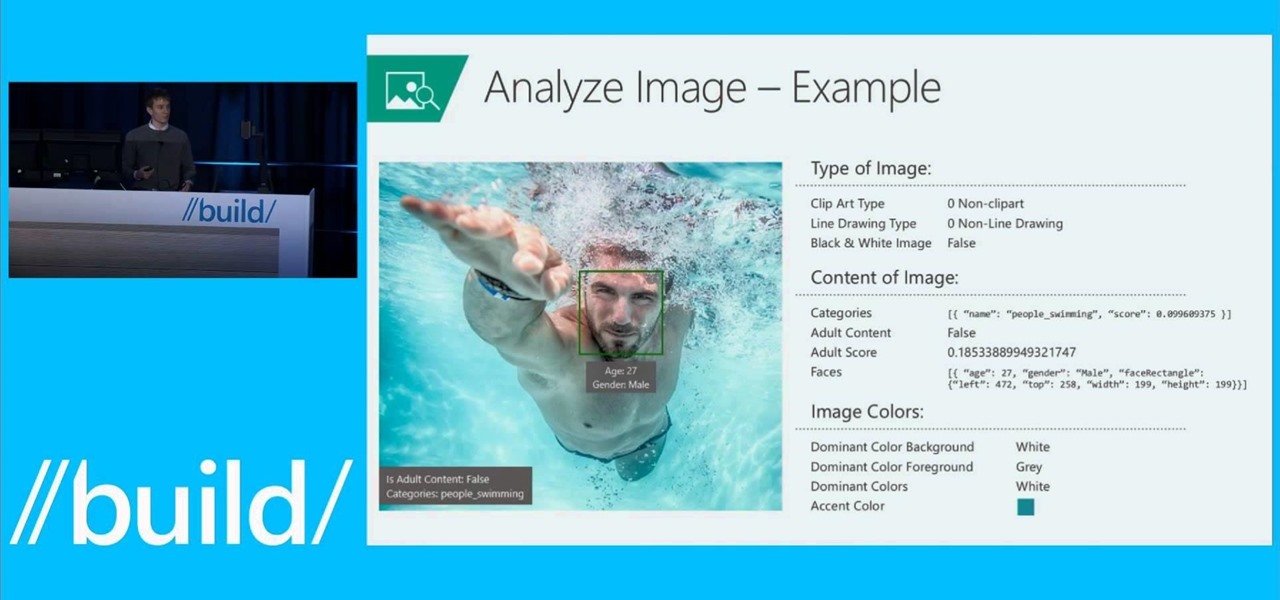 //build/
//build/
Analyze Image – Example
Age: 27
Gender: Male
Is Adult Content: False
Categories: people_swimming
Type of Image:
Clip Art Type 0 Non-clipart
Line Drawing Type 0 Non-Line Drawing
Black & White Image False
Content of Image:
Categories [{ “name”: “people_swimming”, “score”: 0.099609375 }]
Adult Content False
Adult Score 0.18533889949321747
Faces [{ “age”: 27, “gender”: “Male”, “faceRectangle”:
{“left”: 472, “top”: 258, “width”: 199, “height”: 199}}]
Image Colors:
Dominant Color Background White
Dominant Color Foreground Grey
Dominant Colors White
Accent Color